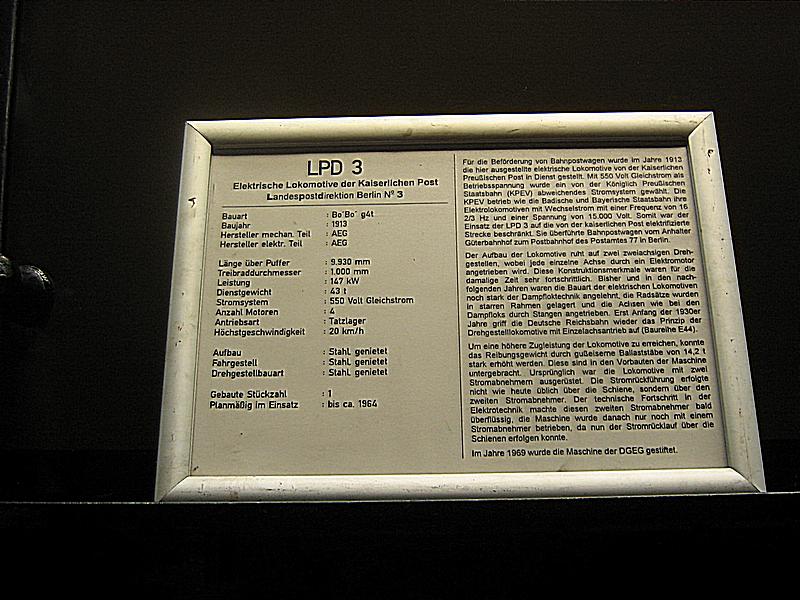 LPD 3
Elektrische Lokomotive der Kaiserlichen Post
Landespostdirektion Berlin Nº 3
Bauart : Bo'Bo' g4t
Baujahr : 1913
Hersteller mechan. Teil : AEG
Hersteller elektr. Teil : AEG
Länge über Puffer : 9.930 mm
Treibraddurchmesser : 1.000 mm
Leistung : 147 kW
Dienstgewicht : 43 t
Stromsystem : 550 Volt Gleichstrom
Anzahl Motoren : 4
Antriebsart : Tatzlager
Höchstgeschwindigkeit : 20 km/h
Aufbau : Stahl genietet
Fahrgestell : Stahl genietet
Drehgestellbauart : Stahl genietet
Gebaute Stückzahl : 1
Planmäßig im Einsatz : bis ca. 1964
Für die Beförderung von Bahnpostwagen wurde im Jahre 1913
die hier ausgestellte elektrische Lokomotive von der Kaiserlichen
Preußischen Post in Dienst gestellt. Mit 550 Volt Gleichstrom als
Betriebsspannung wurde ein von der Königlich Preußischen
Staatsbahn (KPEV) abweichendes Stromsystem gewählt. Die
KPEV betrieb wie die Badische und Bayerische Staatsbahn ihre
Elektrolokomotiven mit Wechselstrom mit einer Frequenz von 16
2/3 Hz und einer Spannung von 15.000 Volt. Somit war der
Einsatz der LPD 3 auf die von der kaiserlichen Post elektrifizierte
Strecke beschränkt. Sie überführte Bahnpostwagen vom Anhalter
Güterbahnhof zum Postbahnhof des Postamtes 77 in Berlin.
Der Aufbau der Lokomotive ruht auf zwei zweiachsigen Dreh-
gestellen, wobei jede einzelne Achse durch ein Elektromotor
angetrieben wird. Diese Konstruktionsmerkmale waren für die
damalige Zeit sehr fortschrittlich. Bisher und in den nach-
folgenden Jahren waren die Bauart der elektrischen Lokomotiven
noch stark der Dampfloktechnik angelehnt, die Radsätze wurden
in starren Rahmen gelagert und die Achsen wie bei den
Dampfloks durch Stangen angetrieben. Erst Anfang der 1930er
Jahre griff die Deutsche Reichsbahn wieder das Prinzip der
Drehgestelllokomotive mit Einzelachsantrieb auf (Baureihe E44).
Um eine höhere Zugleistung der Lokomotive zu erreichen, konnte
das Reibungsgewicht durch gußeiserne Ballaststäbe von 14,2 t
stark erhöht werden. Diese sind in den Vorbauten der Maschine
untergebracht. Ursprünglich war die Lokomotive mit zwei
Stromabnehmern ausgerüstet. Die Stromrückführung erfolgte
nicht wie heute üblich über die Schiene, sondern über den
zweiten Stromabnehmer. Der technische Fortschritt in der
Elektrotechnik machte diesen zweiten Stromabnehmer bald
überflüssig, die Maschine wurde danach nur noch mit einem
Stromabnehmer betrieben, da nun der Stromrücklauf über die
Schienen erfolgen konnte.
Im Jahre 1969 wurde die Maschine der DGEG gestiftet.